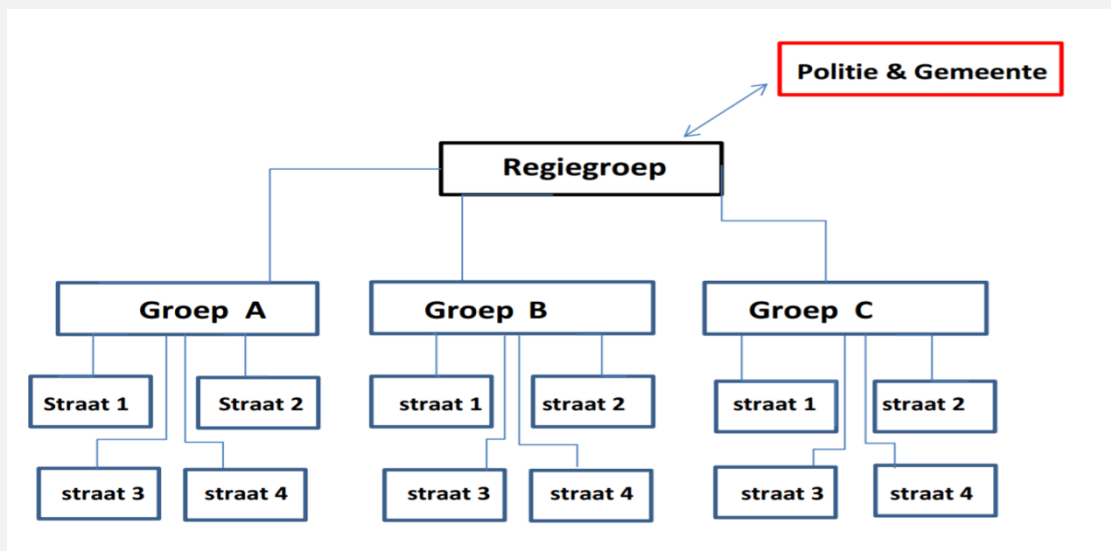 Politie & Gemeente
Regiegroep
Groep A
Groep B
Groep C
Straat 1
Straat 2
straat 1
straat 2
straat 1
straat 2
straat 3
straat 4
straat 3
straat 4
straat 3
straat 4